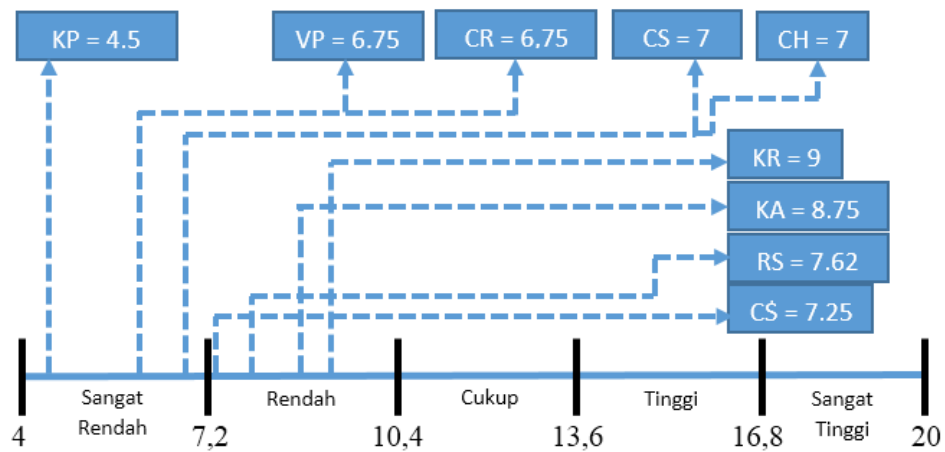 KP = 4.5
VP = 6.75
CR = 6,75
CS = 7
CH = 7
KR = 9
KA = 8.75
RS = 7.62
C$ = 7.25
Sangat
Rendah
Rendah
Cukup
Tinggi
Sangat
Tinggi
4
7,2
10,4
13,6
16,8
20